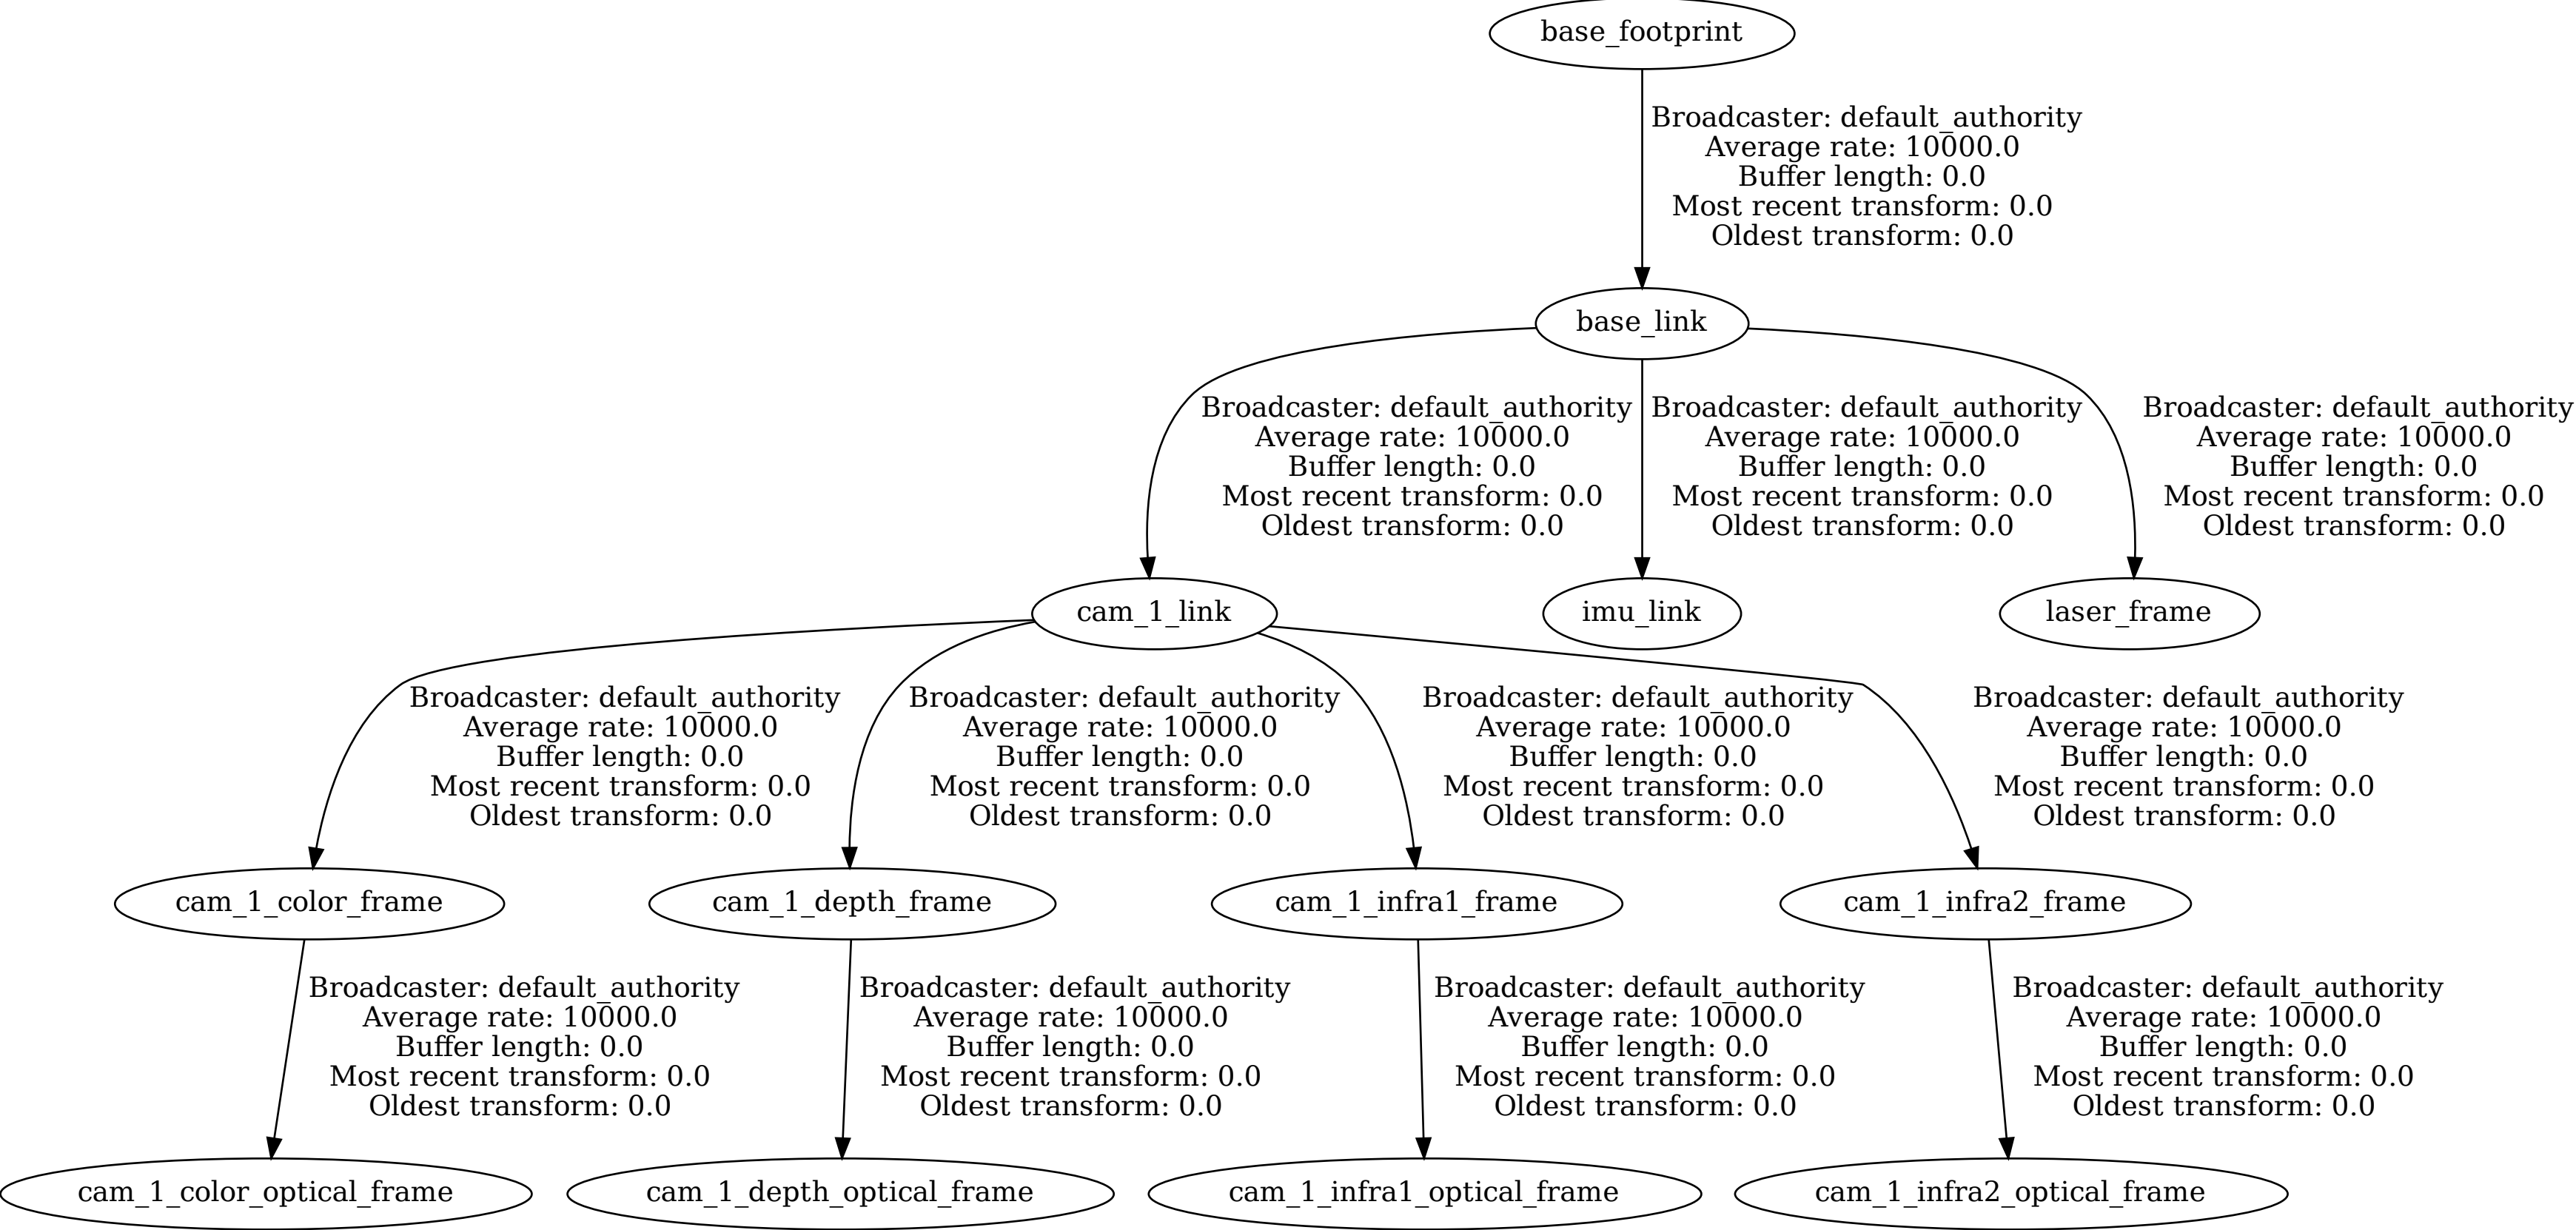 base_footprint
Broadcaster: default_authority
Average rate: 10000.0
Buffer length: 0.0
Most recent transform: 0.0
Oldest transform: 0.0
base_link
Broadcaster: default_authority
Average rate: 10000.0
Buffer length: 0.0
Most recent transform: 0.0
Oldest transform: 0.0
Broadcaster: default_authority
Average rate: 10000.0
Buffer length: 0.0
Most recent transform: 0.0
Oldest transform: 0.0
Broadcaster: default_authority
Average rate: 10000.0
Buffer length: 0.0
Most recent transform: 0.0
Oldest transform: 0.0
cam_1_link
imu_link
laser_frame
Broadcaster: default_authority
Average rate: 10000.0
Buffer length: 0.0
Most recent transform: 0.0
Oldest transform: 0.0
Broadcaster: default_authority
Average rate: 10000.0
Buffer length: 0.0
Most recent transform: 0.0
Oldest transform: 0.0
Broadcaster: default_authority
Average rate: 10000.0
Buffer length: 0.0
Most recent transform: 0.0
Oldest transform: 0.0
Broadcaster: default_authority
Average rate: 10000.0
Buffer length: 0.0
Most recent transform: 0.0
Oldest transform: 0.0
cam_1_color_frame
cam_1_depth_frame
cam_1_infra1_frame
cam_1_infra2_frame
Broadcaster: default_authority
Average rate: 10000.0
Buffer length: 0.0
Most recent transform: 0.0
Oldest transform: 0.0
Broadcaster: default_authority
Average rate: 10000.0
Buffer length: 0.0
Most recent transform: 0.0
Oldest transform: 0.0
Broadcaster: default_authority
Average rate: 10000.0
Buffer length: 0.0
Most recent transform: 0.0
Oldest transform: 0.0
Broadcaster: default_authority
Average rate: 10000.0
Buffer length: 0.0
Most recent transform: 0.0
Oldest transform: 0.0
cam_1_color_optical_frame
cam_1_depth_optical_frame
cam_1_infra1_optical_frame
cam_1_infra2_optical_frame